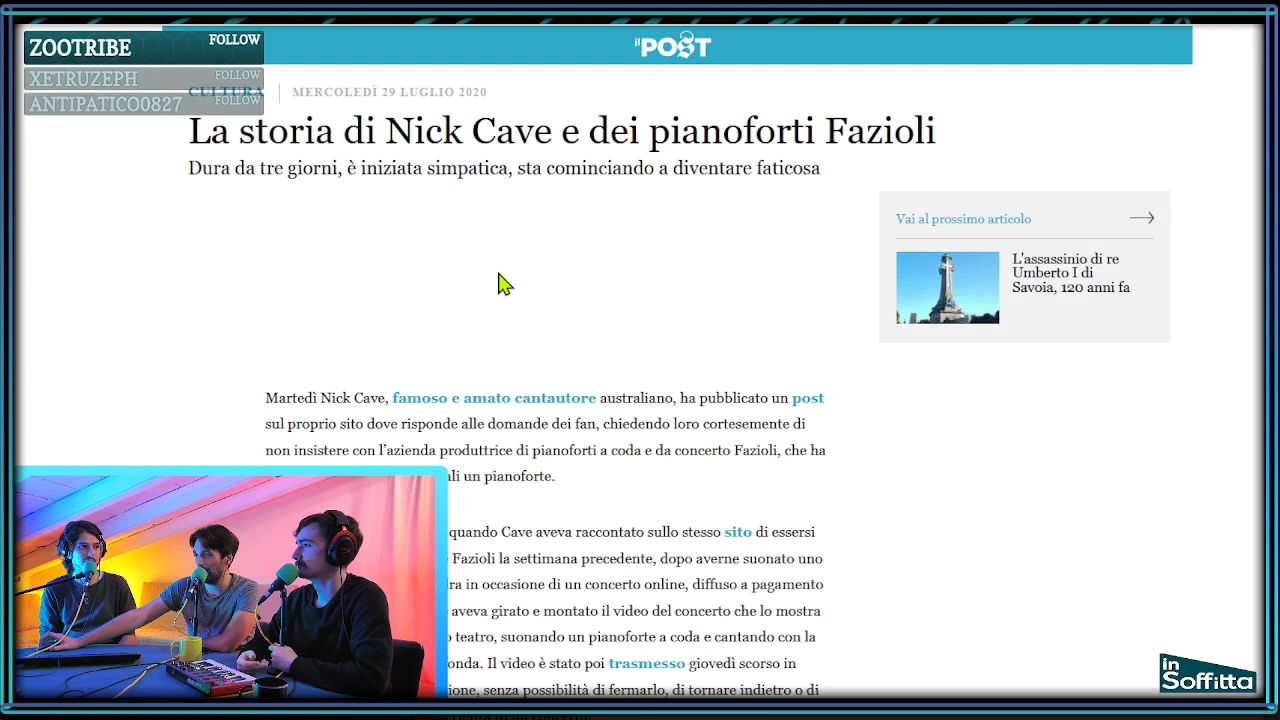 ZOOTRIBE FOLLOW
XETRUZEPH FOLLOW
ANTIPATICO0827 FOLLOW
il POST
CULTURA MERCOLEDÌ 29 LUGLIO 2020
La storia di Nick Cave e dei pianoforti Fazioli
Dura da tre giorni, è iniziata simpatica, sta cominciando a diventare faticosa
Vai al prossimo articolo
L'assassinio di re
Umberto I di
Savoia, 120 anni fa
Martedì Nick Cave, famoso e amato cantautore australiano, ha pubblicato un post
sul proprio sito dove risponde alle domande dei fan, chiedendo loro cortesemente di
non insistere con l'azienda produttrice di pianoforti a coda e da concerto Fazioli, che ha
un pianoforte.
quando Cave aveva raccontato sullo stesso sito di essersi
Fazioli la settimana precedente, dopo averne suonato uno
in occasione di un concerto online, diffuso a pagamento
aveva girato e montato il video del concerto che lo mostra
teatro, suonando un pianoforte a coda e cantando con la
Il video è stato poi trasmesso giovedì scorso in
senza possibilità di fermarlo, di tornare indietro o di
in Soffitta